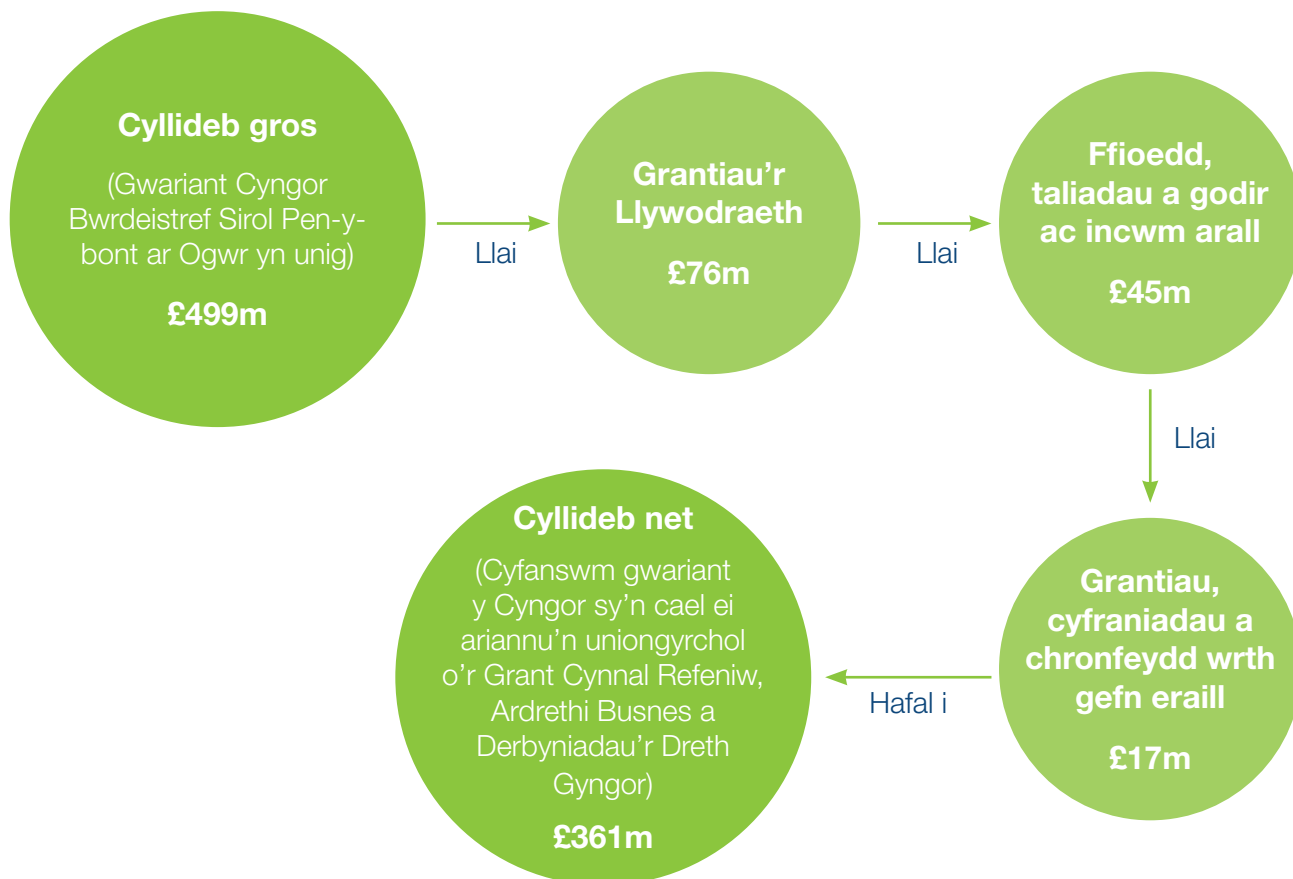 Cyllideb gros
(Gwariant Cyngor
Bwrdeistref Sirol Pen-y-
bont ar Ogwr yn unig)
£499m
Llai
Grantiau'r
Llywodraeth
£76m
Llai
Ffioedd,
taliadau a godir
ac incwm arall
£45m
Llai
Grantiau,
cyfraniadau a
chronfeydd wrth
gefn eraill
£17m
Hafal i
Cyllideb net
(Cyfanswm gwariant
y Cyngor sy'n cael ei
ariannu'n uniongyrchol
o'r Grant Cynnal Refeniw,
Ardrethi Busnes a
Derbyniadau'r Dreth
Gyngor)
£361m